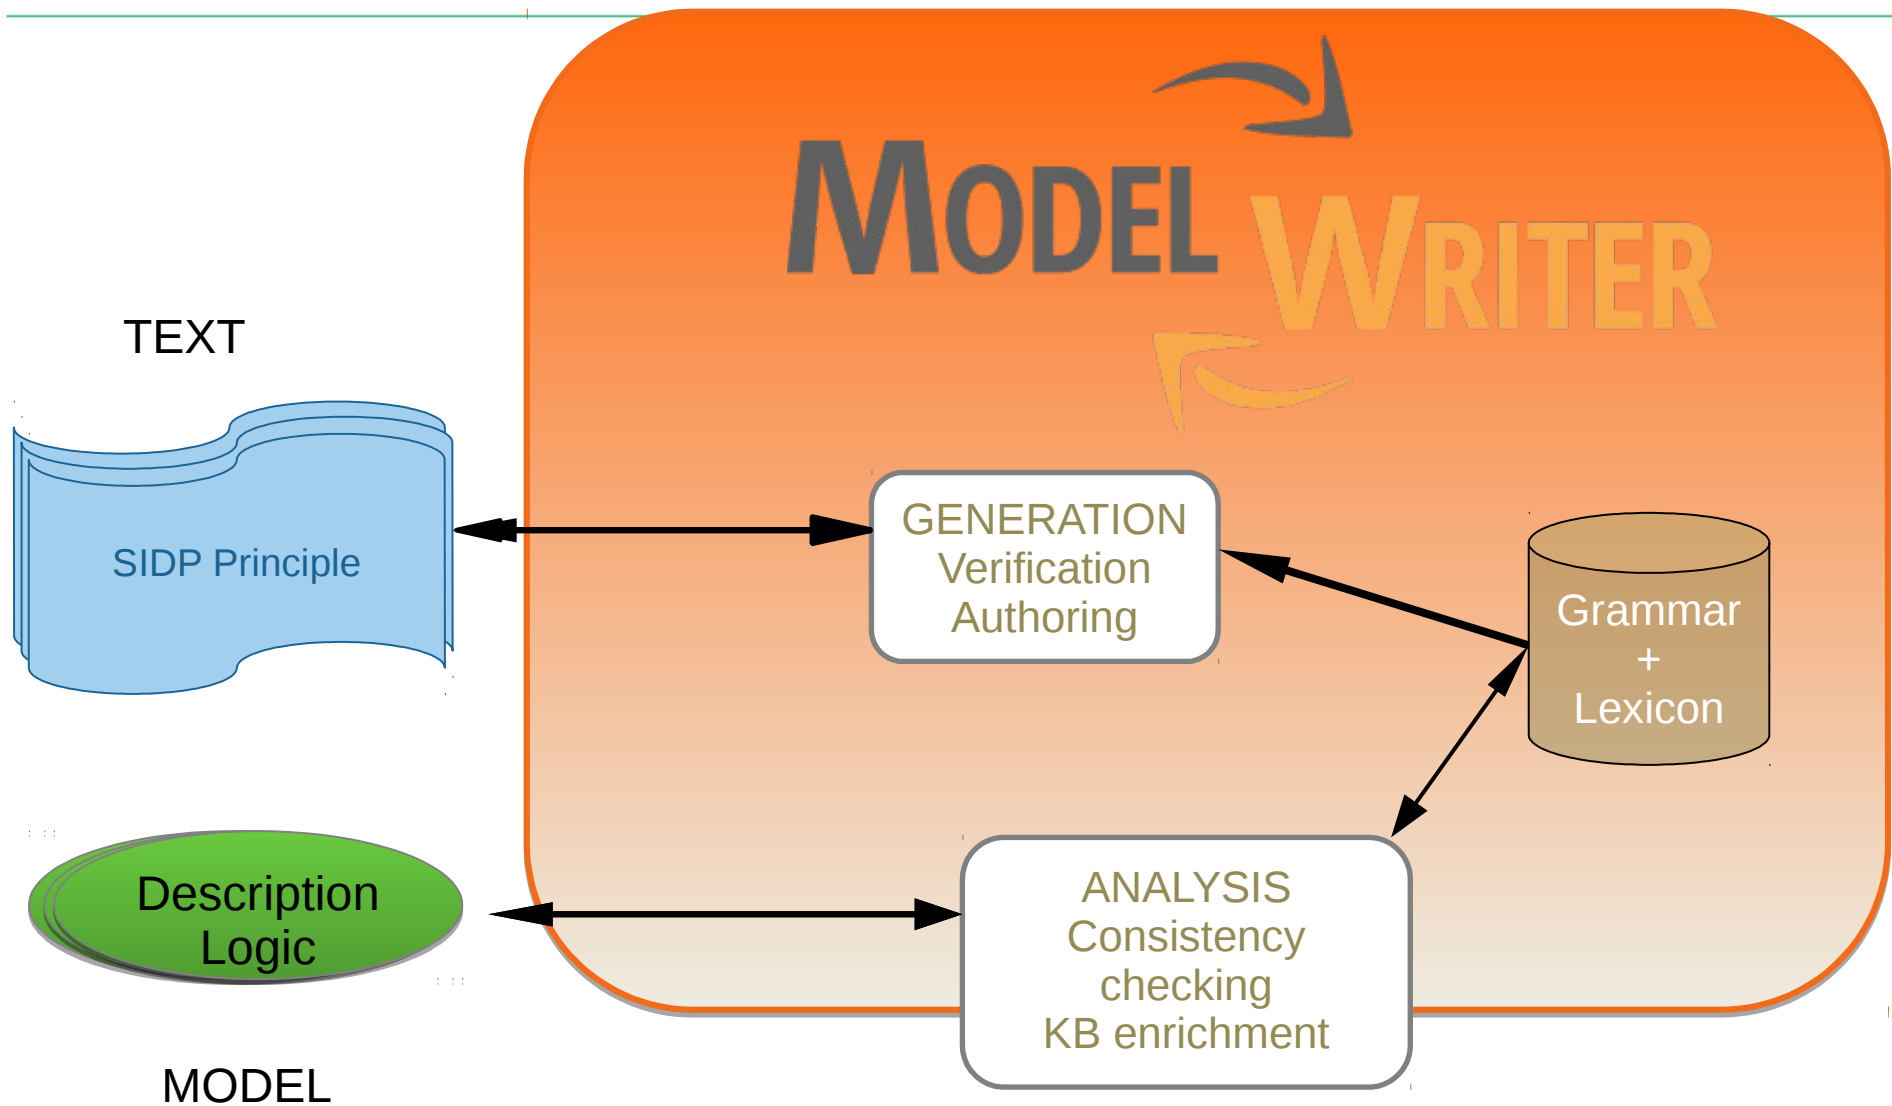 MODEL
WRITER
TEXT
SIDP Principle
GENERATION
Verification
Authoring
Grammar
+
Lexicon
Description
Logic
ANALYSIS
Consistency
checking
KB enrichment
MODEL